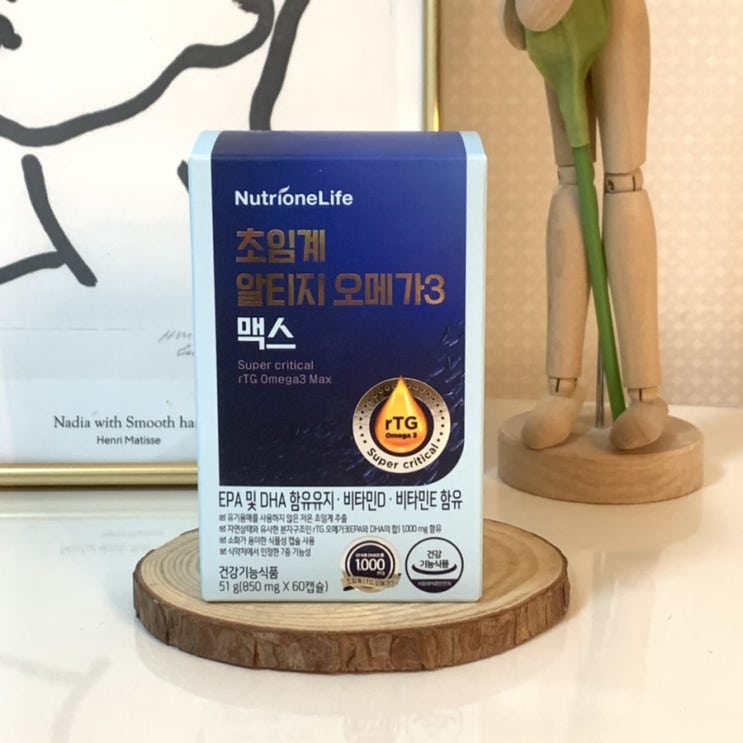 NutrioneLife
초임계
알티지 오메가3
맥스
Super critical
rTG Omega3 Max
rTG
Omega 3
Super critical
EPA 및 DHA 함유유지 · 비타민D · 비타민E 함유
유기용매를 사용하지 않은 저온 초임계 추출
자연상태와 유사한 분자구조인 rTG 오메가3(EPA와 DHA의 합) 1,000 mg 함유
소화가 용이한 식물성 캡슐 사용
식약처에서 인정한 7중 기능성
건강기능식품
51 g(850 mg X 60캡슐)
1,000
mg
건강
기능식품
Nadia with Smooth
Henri Matisse